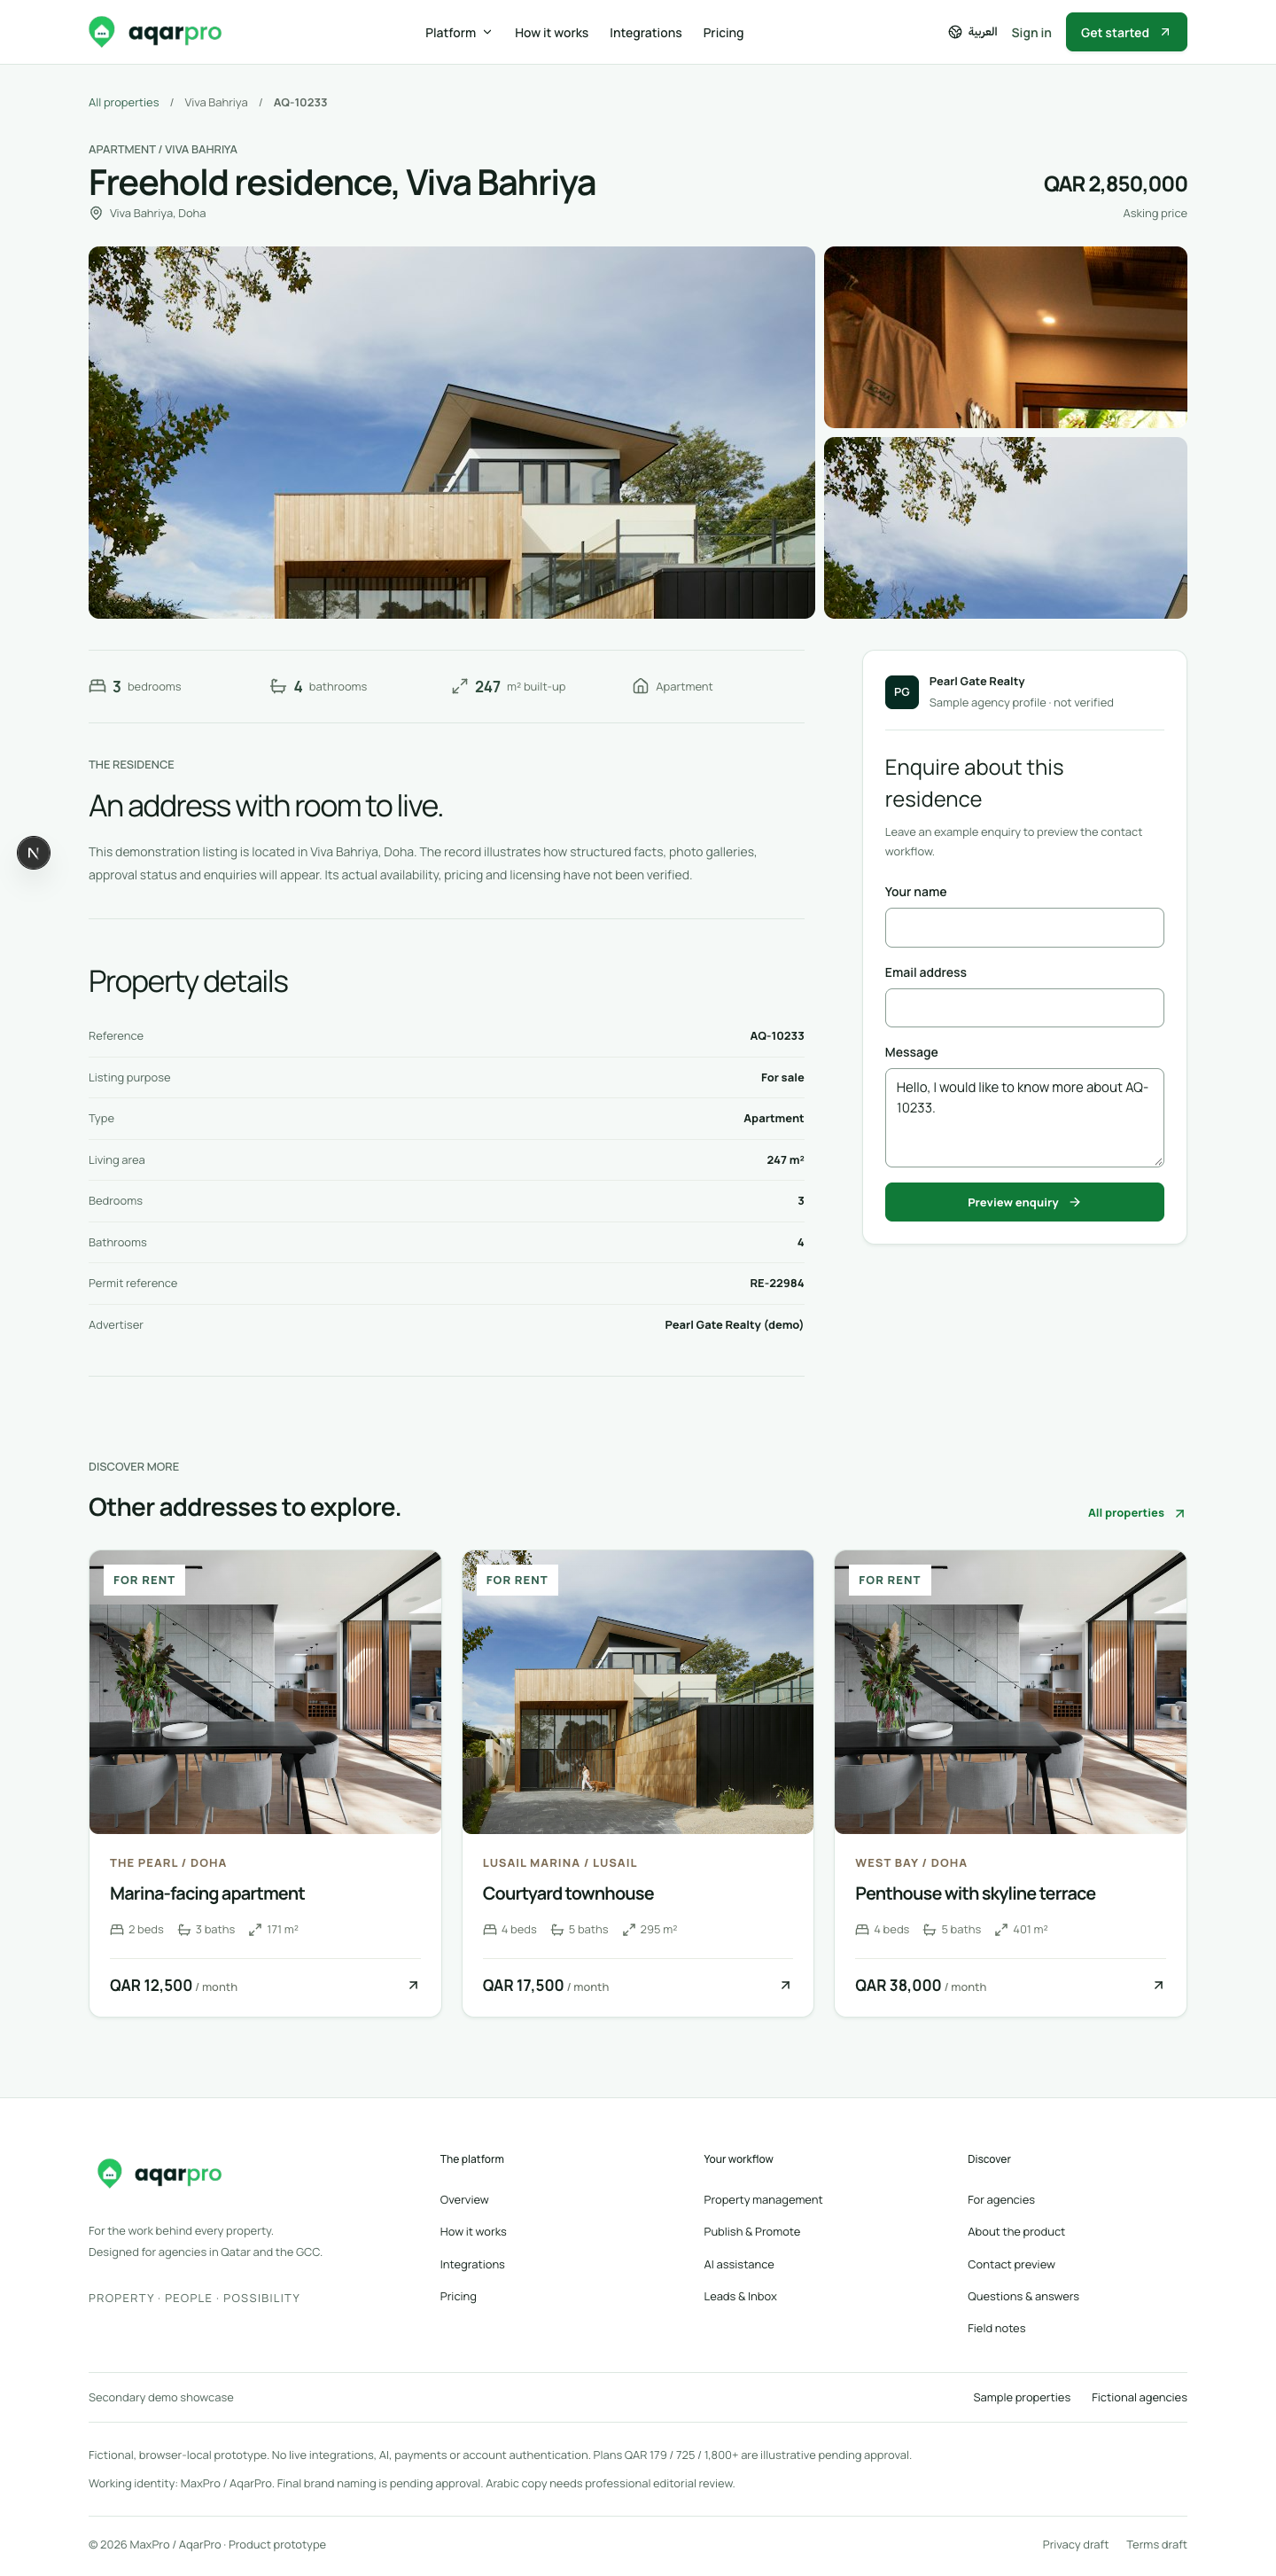 aqarpro
Platform
How it works
Integrations
Pricing
العربية
Sign in
Get started
All properties / Viva Bahriya / AQ-10233
APARTMENT / VIVA BAHRIYA
Freehold residence, Viva Bahriya
QAR 2,850,000
Viva Bahriya, Doha
Asking price
3 bedrooms
4 bathrooms
247 m² built-up
Apartment
PG
Pearl Gate Realty
Sample agency profile · not verified
THE RESIDENCE
An address with room to live.
This demonstration listing is located in Viva Bahriya, Doha. The record illustrates how structured facts, photo galleries,
approval status and enquiries will appear. Its actual availability, pricing and licensing have not been verified.
Enquire about this
residence
Leave an example enquiry to preview the contact
workflow.
Your name
Email address
Message
Hello, I would like to know more about AQ-
10233.
Preview enquiry
N
Property details
Reference AQ-10233
Listing purpose For sale
Type Apartment
Living area 247 m²
Bedrooms 3
Bathrooms 4
Permit reference RE-22984
Advertiser Pearl Gate Realty (demo)
DISCOVER MORE
Other addresses to explore.
All properties
FOR RENT
THE PEARL / DOHA
Marina-facing apartment
2 beds 3 baths 171 m²
QAR 12,500 / month
FOR RENT
LUSAIL MARINA / LUSAIL
Courtyard townhouse
4 beds 5 baths 295 m²
QAR 17,500 / month
FOR RENT
WEST BAY / DOHA
Penthouse with skyline terrace
4 beds 5 baths 401 m²
QAR 38,000 / month
aqarpro
For the work behind every property.
Designed for agencies in Qatar and the GCC.
PROPERTY · PEOPLE · POSSIBILITY
The platform
Overview
How it works
Integrations
Pricing
Your workflow
Property management
Publish & Promote
AI assistance
Leads & Inbox
Discover
For agencies
About the product
Contact preview
Questions & answers
Field notes
Secondary demo showcase
Sample properties
Fictional agencies
Fictional, browser-local prototype. No live integrations, AI, payments or account authentication. Plans QAR 179 / 725 / 1,800+ are illustrative pending approval.
Working identity: MaxPro / AqarPro. Final brand naming is pending approval. Arabic copy needs professional editorial review.
© 2026 MaxPro / AqarPro · Product prototype
Privacy draft
Terms draft